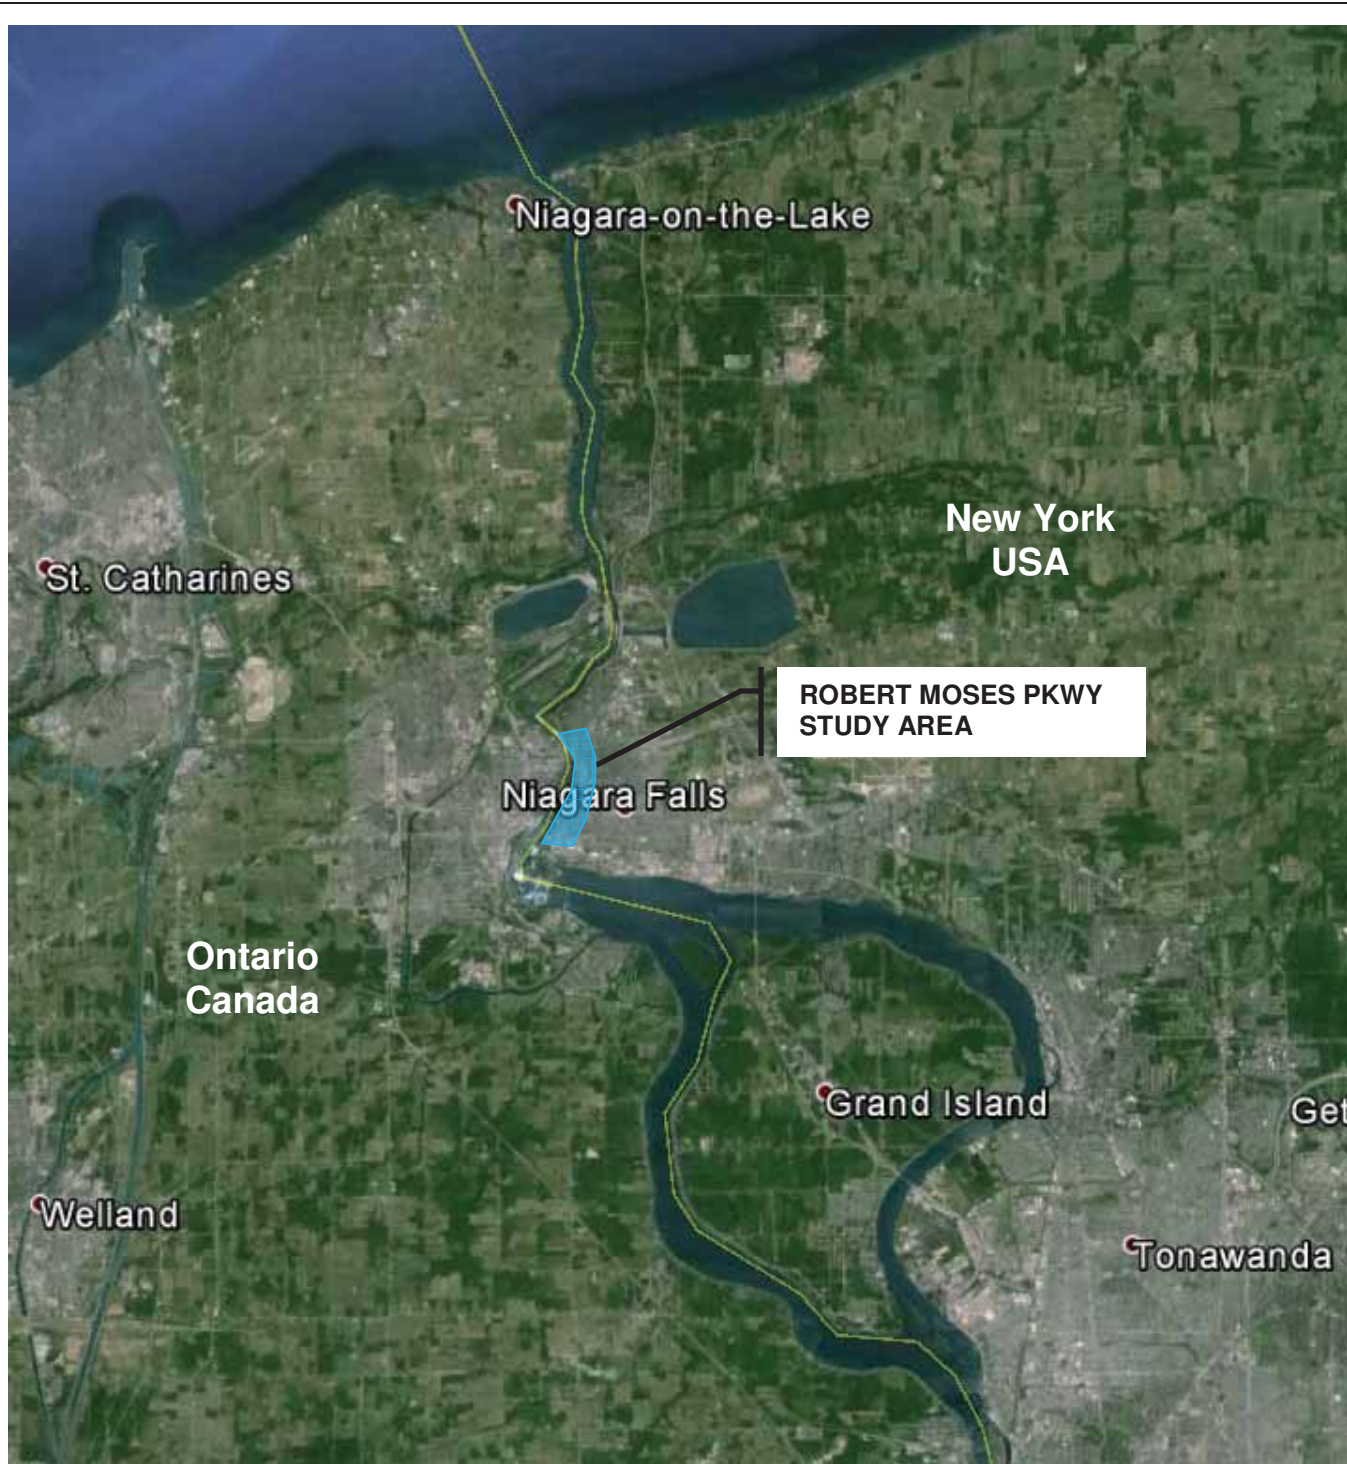 Niagara-on-the-Lake
New York
USA
St. Catharines
ROBERT MOSES PKWY
STUDY AREA
Niagara Falls
Ontario
Canada
Grand Island
Get
Welland
Tonawanda